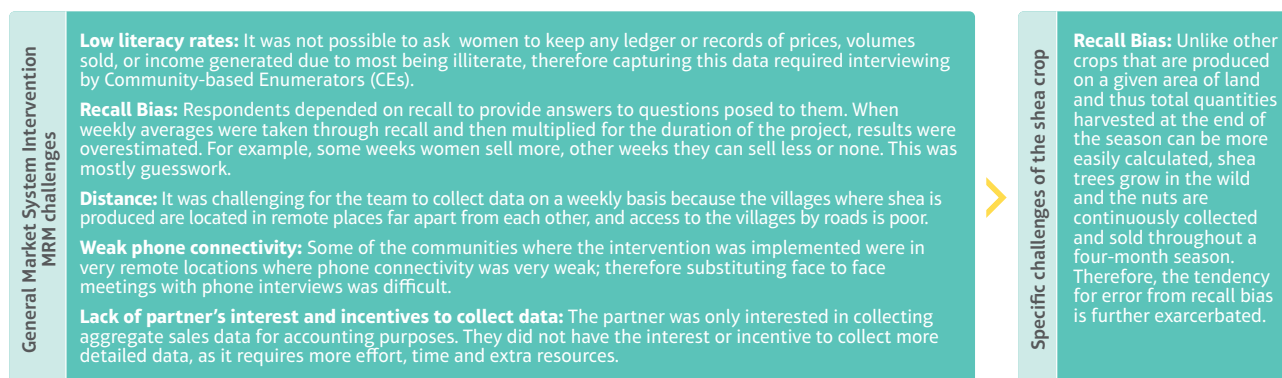 General Market System Intervention
MRM challenges
Low literacy rates: It was not possible to ask women to keep any ledger or records of prices, volumes
sold, or income generated due to most being illiterate, therefore capturing this data required interviewing
by Community-based Enumerators (CEs).
Recall Bias: Respondents depended on recall to provide answers to questions posed to them. When
weekly averages were taken through recall and then multiplied for the duration of the project, results were
overestimated. For example, some weeks women sell more, other weeks they can sell less or none. This was
mostly guesswork.
Distance: It was challenging for the team to collect data on a weekly basis because the villages where shea is
produced are located in remote places far apart from each other, and access to the villages by roads is poor.
Weak phone connectivity: Some of the communities where the intervention was implemented were in
very remote locations where phone connectivity was very weak; therefore substituting face to face
meetings with phone interviews was difficult.
Lack of partner's interest and incentives to collect data: The partner was only interested in collecting
aggregate sales data for accounting purposes. They did not have the interest or incentive to collect more
detailed data, as it requires more effort, time and extra resources.
Specific challenges of the shea crop
Recall Bias: Unlike other
crops that are produced
on a given area of land
and thus total quantities
harvested at the end of
the season can be more
easily calculated, shea
trees grow in the wild
and the nuts are
continuously collected
and sold throughout a
four-month season.
Therefore, the tendency
for error from recall bias
is further exacerbated.